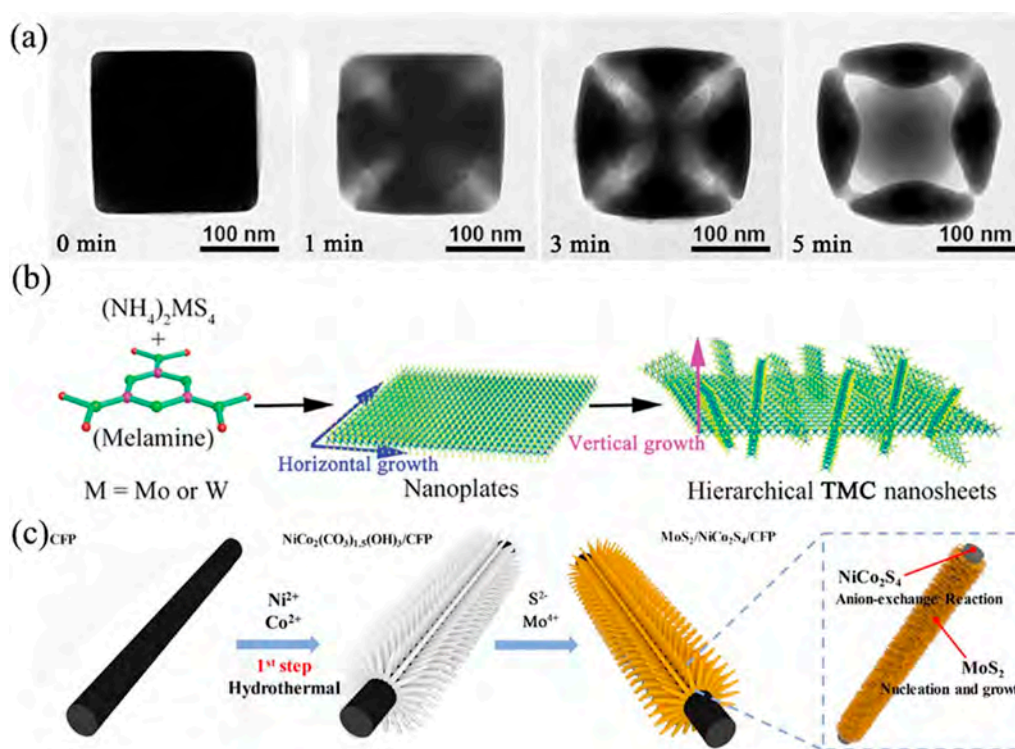 (a)
0 min
100 nm
1 min
100 nm
3 min
100 nm
5 min
100 nm
(b)
(NH₄)₂MS₄
+
(Melamine)
M = Mo or W
Horizontal growth
Nanoplates
Vertical growth
Hierarchical TMC nanosheets
(c)
CFP
Ni²⁺
Co²⁺
1ˢᵗ step
Hydrothermal
NiCo₂(CO₃)₁.₅(OH)₃/CFP
S²⁻
Mo⁴⁺
MoS₂/NiCo₂S₄/CFP
NiCo₂S₄
Anion-exchange Reaction
MoS₂
Nucleation and growt